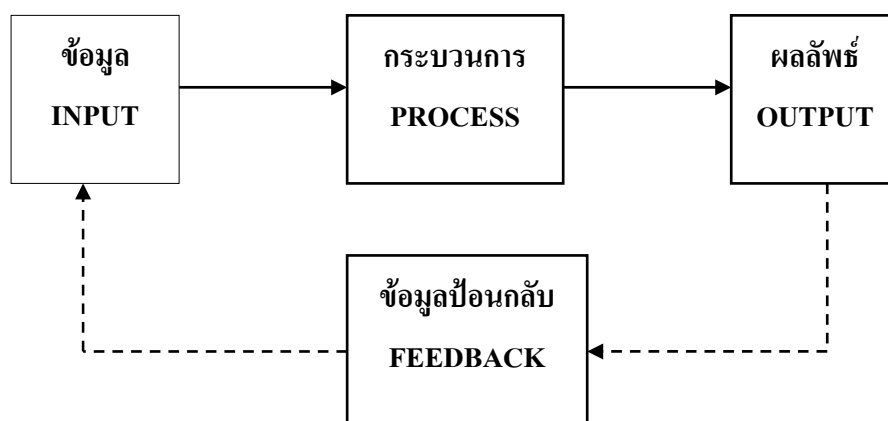 ข้อมูล
INPUT
กระบวนการ
PROCESS
ผลลัพธ์
OUTPUT
ข้อมูลป้อนกลับ
FEEDBACK